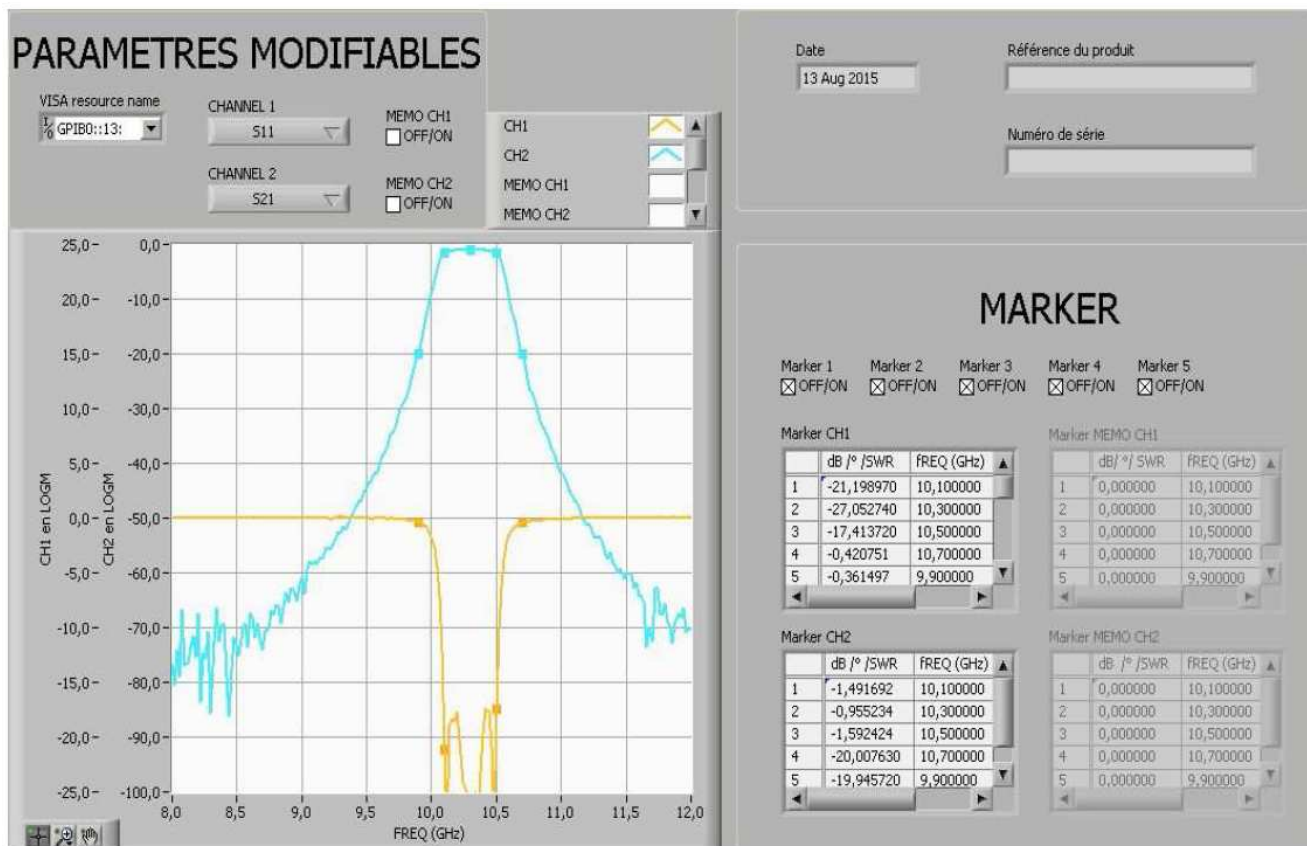 PARAMETRES MODIFIABLES
VISA resource name
GPIB0::13:
CHANNEL 1
S11
MEMO CH1
OFF/ON
CHANNEL 2
S21
MEMO CH2
OFF/ON
CH1
CH2
MEMO CH1
MEMO CH2
Date
13 Aug 2015
Référence du produit
Numéro de série
CH1 en LOGM
25,0
20,0
15,0
10,0
5,0
0,0
-5,0
-10,0
-15,0
-20,0
-25,0
CH2 en LOGM
0,0
-10,0
-20,0
-30,0
-40,0
-50,0
-60,0
-70,0
-80,0
-90,0
-100,0
8,0 8,5 9,0 9,5 10,0 10,5 11,0 11,5 12,0
FREQ (GHz)
MARKER
Marker 1 Marker 2 Marker 3 Marker 4 Marker 5
OFF/ON OFF/ON OFF/ON OFF/ON OFF/ON
Marker CH1
dB /° /SWR fREQ (GHz)
1 -21,198970 10,100000
2 -27,052740 10,300000
3 -17,413720 10,500000
4 -0,420751 10,700000
5 -0,361497 9,900000
Marker MEMO CH1
dB/ °/ SWR fREQ (GHz)
1 0,000000 10,100000
2 0,000000 10,300000
3 0,000000 10,500000
4 0,000000 10,700000
5 0,000000 9,900000
Marker CH2
dB /° /SWR fREQ (GHz)
1 -1,491692 10,100000
2 -0,955234 10,300000
3 -1,592424 10,500000
4 -20,007630 10,700000
5 -19,945720 9,900000
Marker MEMO CH2
dB /° /SWR fREQ (GHz)
1 0,000000 10,100000
2 0,000000 10,300000
3 0,000000 10,500000
4 0,000000 10,700000
5 0,000000 9,900000